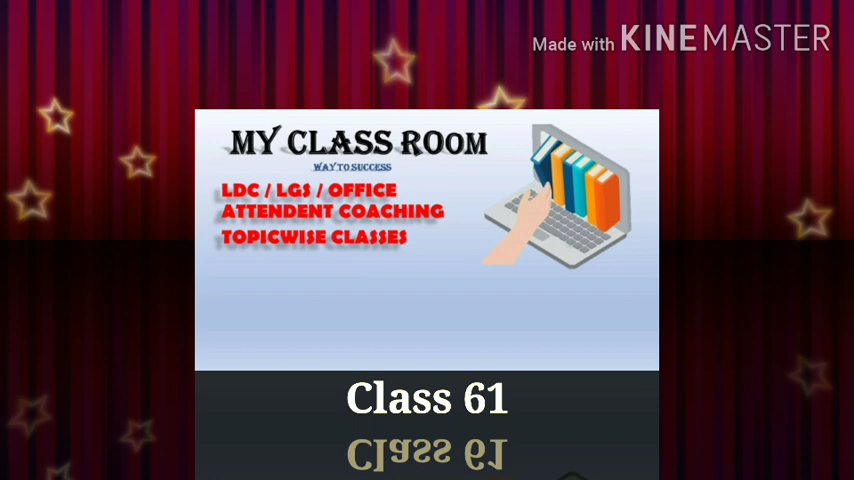 Made with KINEMASTER
MY CLASS ROOM
WAY TO SUCCESS
LDC / LGS / OFFICE
ATTENDENT COACHING
TOPICWISE CLASSES
Class 61
Class 61